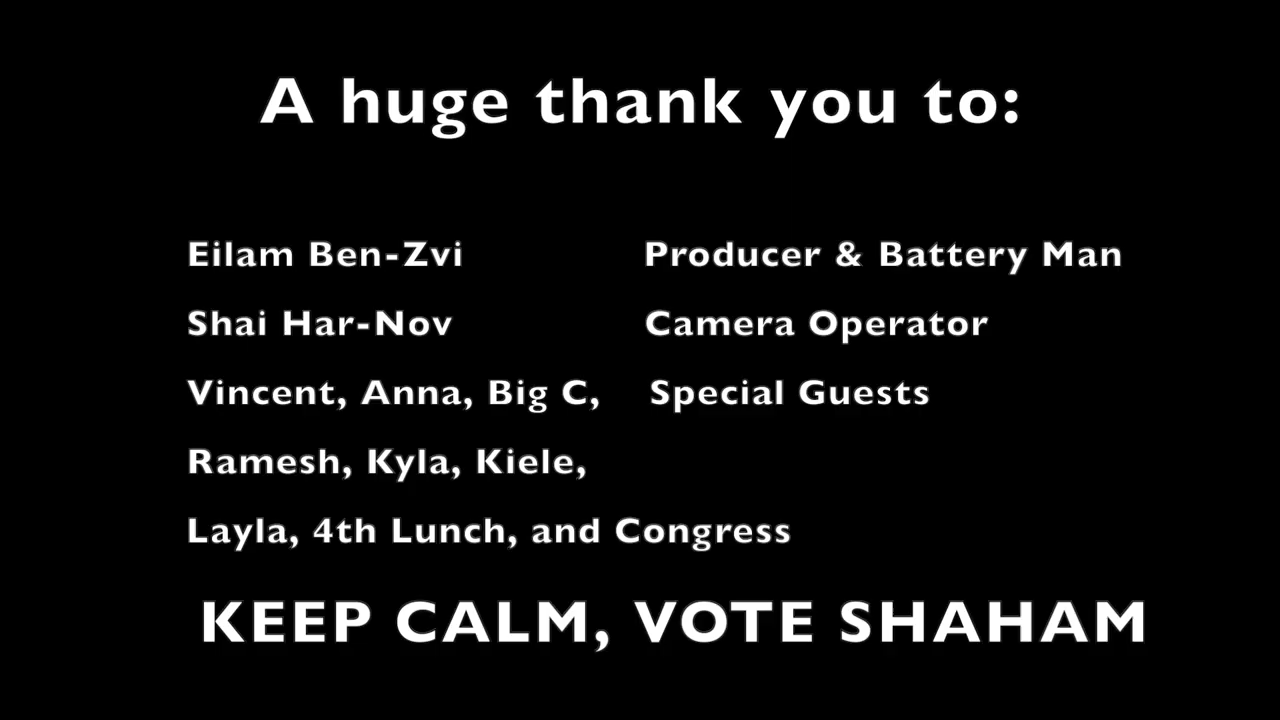 A huge thank you to:
Eilam Ben-Zvi Producer & Battery Man
Shai Har-Nov Camera Operator
Vincent, Anna, Big C, Special Guests
Ramesh, Kyla, Kiele,
Layla, 4th Lunch, and Congress
KEEP CALM, VOTE SHAHAM